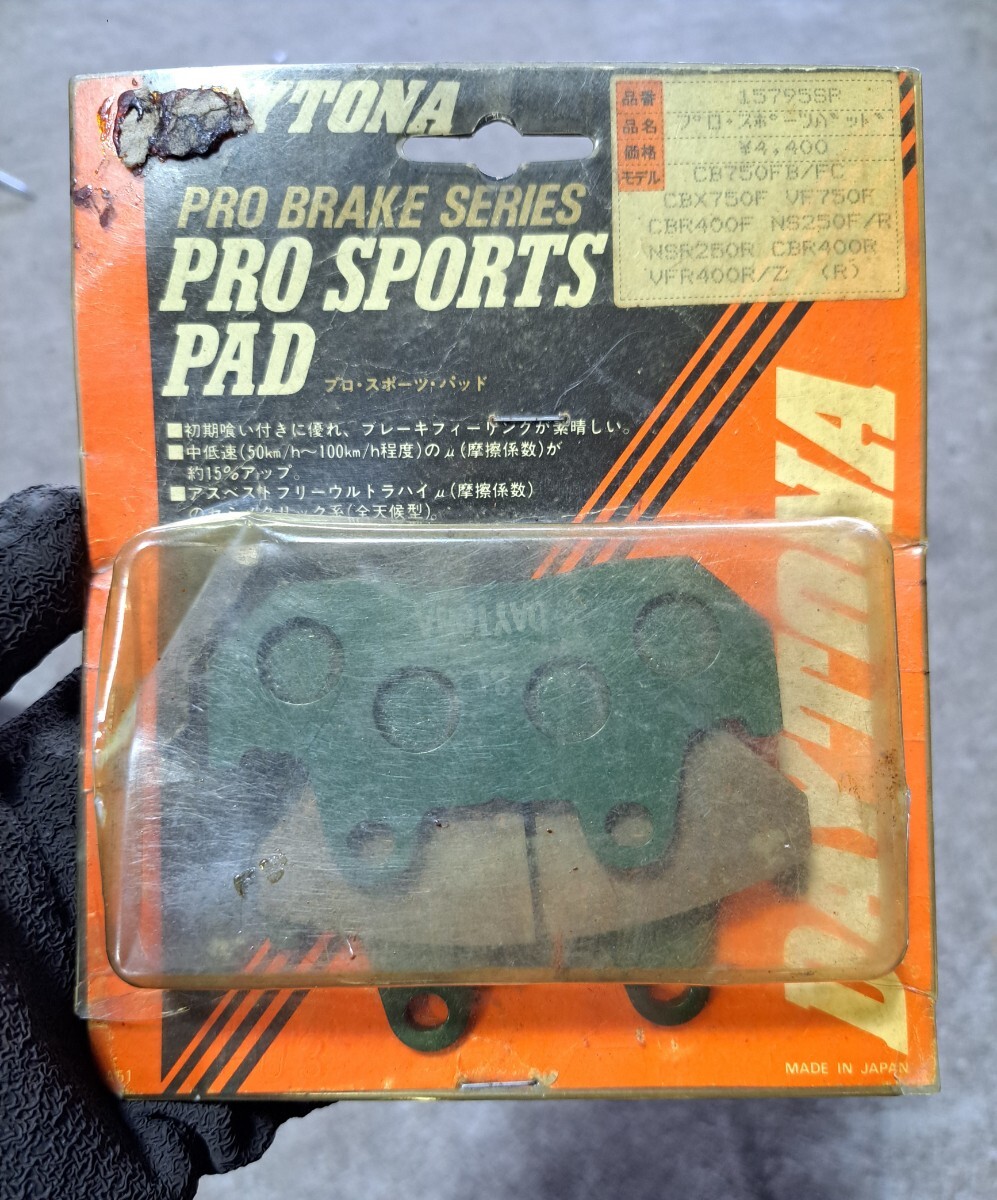 YTONA
PRO BRAKE SERIES
PRO SPORTS
PAD
プロ・スポーツ・パッド
品番 15795SP
品名 プロ・スポーツパッド
価格 ¥4,400
モデル CB750FB/FC
CBX750F VF750F
CBR400F NS250F/R
NSR250R CBR400R
VFR400R/Z (R)
■初期喰い付きに優れ、ブレーキフィーリングが素晴しい。
■中低速(50km/h～100km/h程度)のμ(摩擦係数)が
約15%アップ。
■アスベストフリーウルトラハイμ(摩擦係数)
系(全天候型)。
DAYTONA
DAYTONA
MADE IN JAPAN